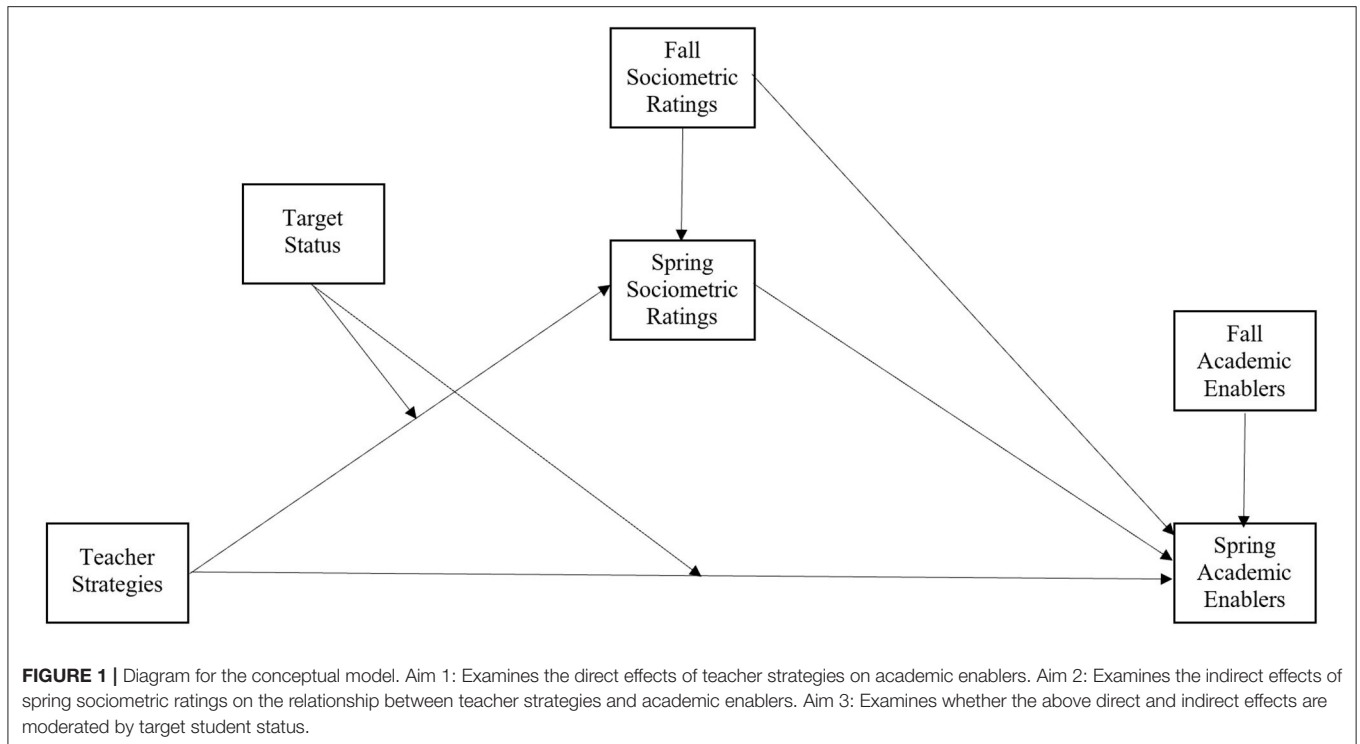 Fall
Sociometric
Ratings
Target
Status
Spring
Sociometric
Ratings
Fall
Academic
Enablers
Teacher
Strategies
Spring
Academic
Enablers
FIGURE 1 | Diagram for the conceptual model. Aim 1: Examines the direct effects of teacher strategies on academic enablers. Aim 2: Examines the indirect effects of
spring sociometric ratings on the relationship between teacher strategies and academic enablers. Aim 3: Examines whether the above direct and indirect effects are
moderated by target student status.